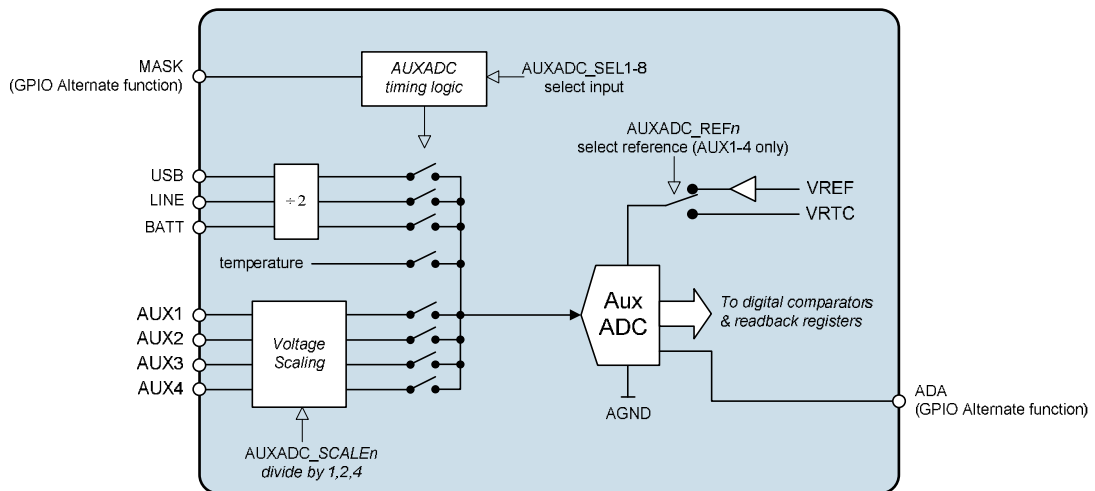 MASK
(GPIO Alternate function)
AUXADC
timing logic
AUXADC_SEL1-8
select input
AUXADC_REFn
select reference (AUX1-4 only)
USB
LINE
BATT
÷2
VREF
VRTC
temperature
AUX1
AUX2
AUX3
AUX4
Voltage
Scaling
Aux
ADC
To digital comparators
& readback registers
AGND
ADA
(GPIO Alternate function)
AUXADC_SCALEn
divide by 1,2,4